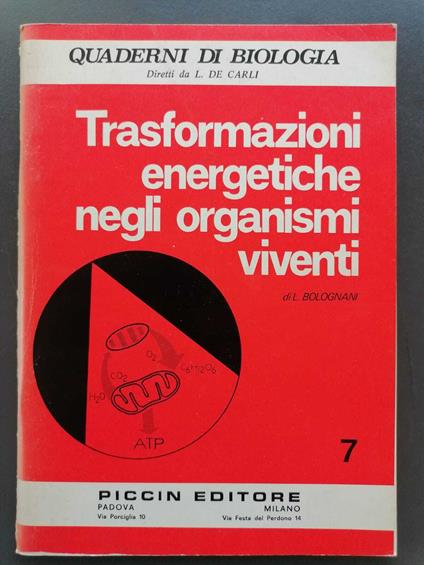 QUADERNI DI BIOLOGIA
Diretti da L. DE CARLI
Trasformazioni
energetiche
negli organismi
viventi
di L. BOLOGNANI
O₂
CO₂
C₆H₁₂O₆
H₂O
ATP
7
PICCIN EDITORE
PADOVA MILANO
Via Porciglia 10 Via Festa del Perdono 14